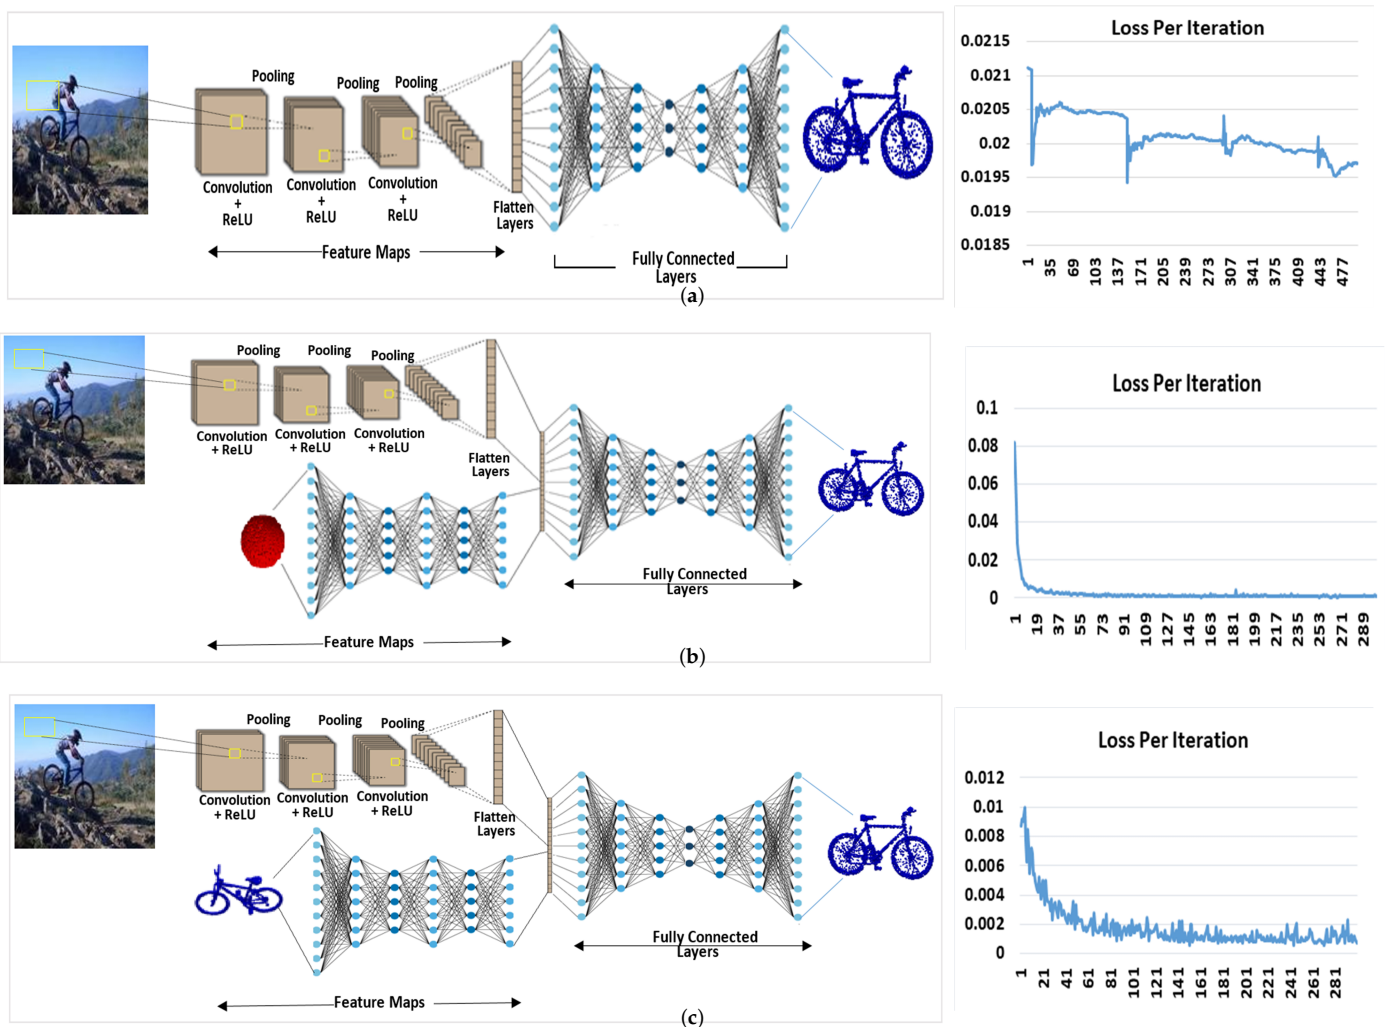 Pooling
Pooling
Pooling
Convolution
+
ReLU
Convolution
+
ReLU
Convolution
+
ReLU
Flatten
Layers
Feature Maps
Fully Connected
Layers
(a)
Loss Per Iteration
0.0215
0.021
0.0205
0.02
0.0195
0.019
0.0185
1
35
69
103
137
171
205
239
273
307
341
375
409
443
477
Pooling
Pooling
Pooling
Convolution
+ ReLU
Convolution
+ ReLU
Convolution
+ ReLU
Flatten
Layers
Feature Maps
Fully Connected
Layers
(b)
Loss Per Iteration
0.1
0.08
0.06
0.04
0.02
0
1
19
37
55
73
91
109
127
145
163
181
199
217
235
253
271
289
Pooling
Pooling
Pooling
Convolution
+ ReLU
Convolution
+ ReLU
Convolution
+ ReLU
Flatten
Layers
Feature Maps
Fully Connected
Layers
(c)
Loss Per Iteration
0.012
0.01
0.008
0.006
0.004
0.002
0
1
21
41
61
81
101
121
141
161
181
201
221
241
261
281